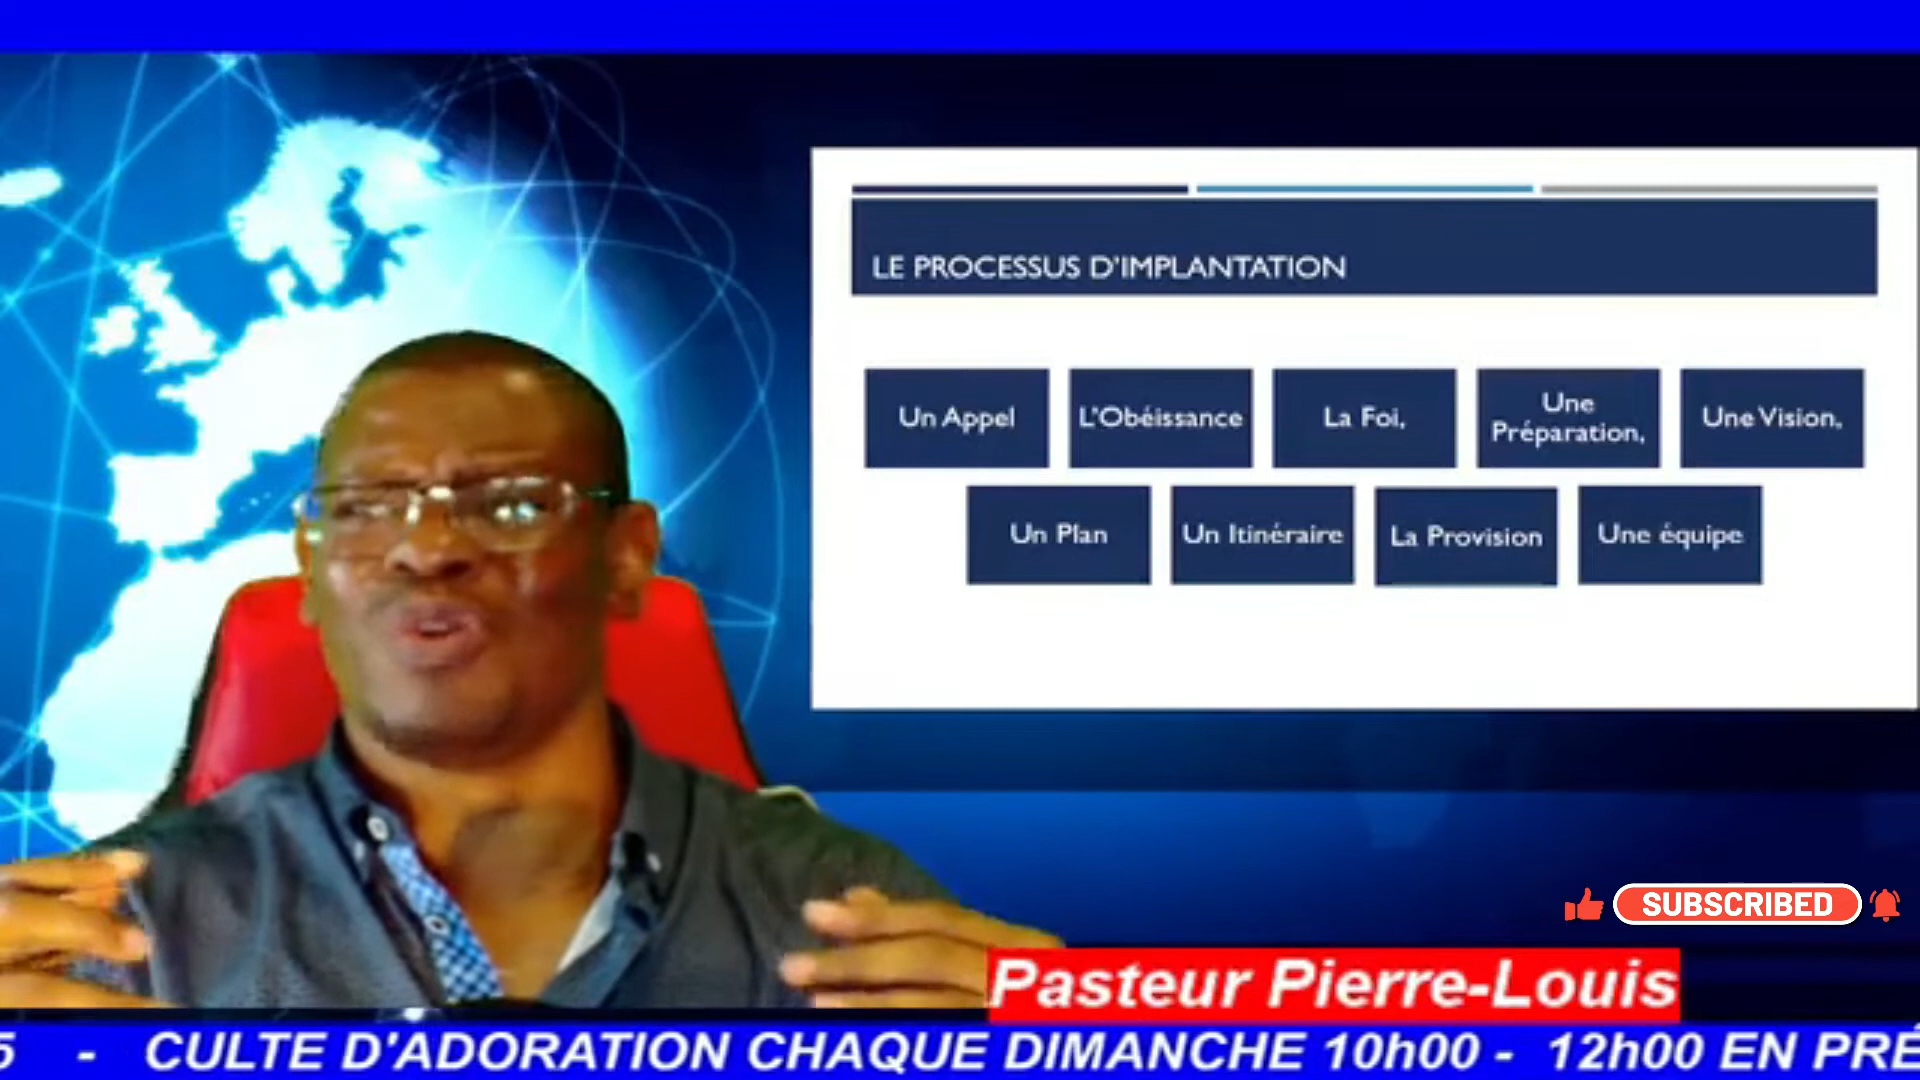 LE PROCESSUS D'IMPLANTATION
Un Appel
L'Obéissance
La Foi,
Une
Préparation,
Une Vision,
Un Plan
Un Itinéraire
La Provision
Une équipe
SUBSCRIBED
Pasteur Pierre-Louis
5 - CULTE D'ADORATION CHAQUE DIMANCHE 10h00 - 12h00 EN PRÉ